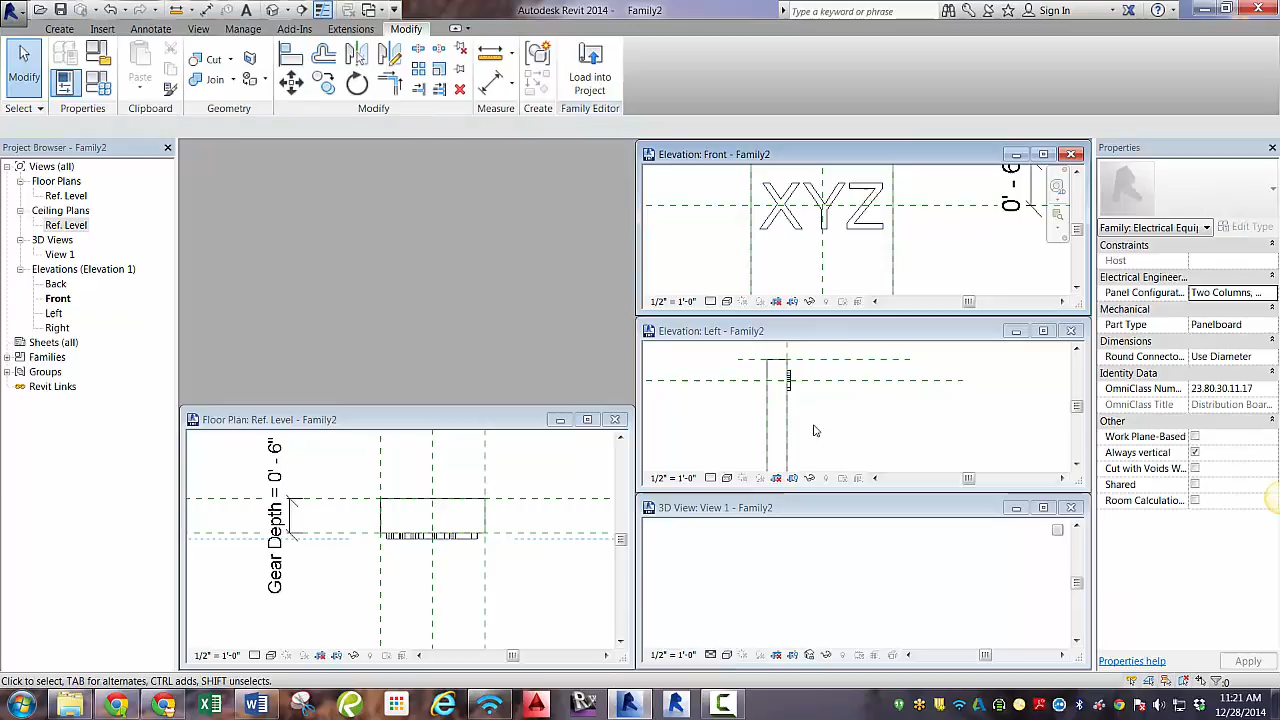 Autodesk Revit 2014 - Family2
Type a keyword or phrase
Sign In
Create Insert Annotate View Manage Add-Ins Extensions Modify
Modify
Paste
Cut
Join
Load into
Project
Select Properties Clipboard Geometry Modify Measure Create Family Editor
Project Browser - Family2
Views (all)
Floor Plans
Ref. Level
Ceiling Plans
Ref. Level
3D Views
View 1
Elevations (Elevation 1)
Back
Front
Left
Right
Sheets (all)
Families
Groups
Revit Links
Elevation: Front - Family2
XYZ
0' - 6
1/2" = 1'-0"
Elevation: Left - Family2
1/2" = 1'-0"
Floor Plan: Ref. Level - Family2
Gear Depth = 0' - 6"
1/2" = 1'-0"
3D View: View 1 - Family2
1/2" = 1'-0"
Properties
Family: Electrical Equip
Edit Type
Constraints
Host
Electrical Engineer...
Panel Configurat... Two Columns, ...
Mechanical
Part Type Panelboard
Dimensions
Round Connecto... Use Diameter
Identity Data
OmniClass Num... 23.80.30.11.17
OmniClass Title Distribution Boar...
Other
Work Plane-Based
Always vertical
Cut with Voids W...
Shared
Room Calculatio...
Properties help
Apply
Click to select, TAB for alternates, CTRL adds, SHIFT unselects.
:0
11:21 AM
12/28/2014